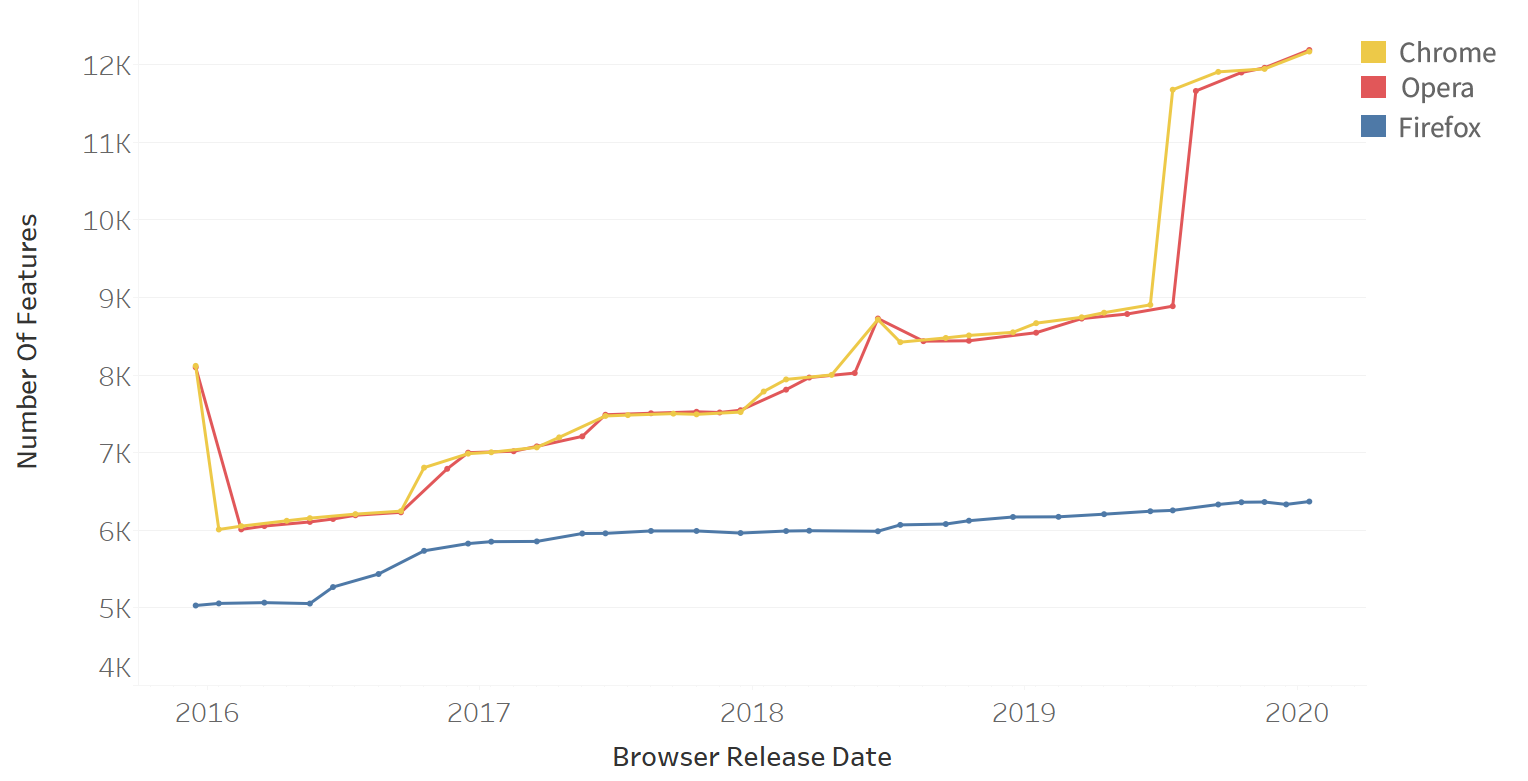 Number Of Features
12K
11K
10K
9K
8K
7K
6K
5K
4K
2016 2017 2018 2019 2020
Browser Release Date
Chrome
Opera
Firefox